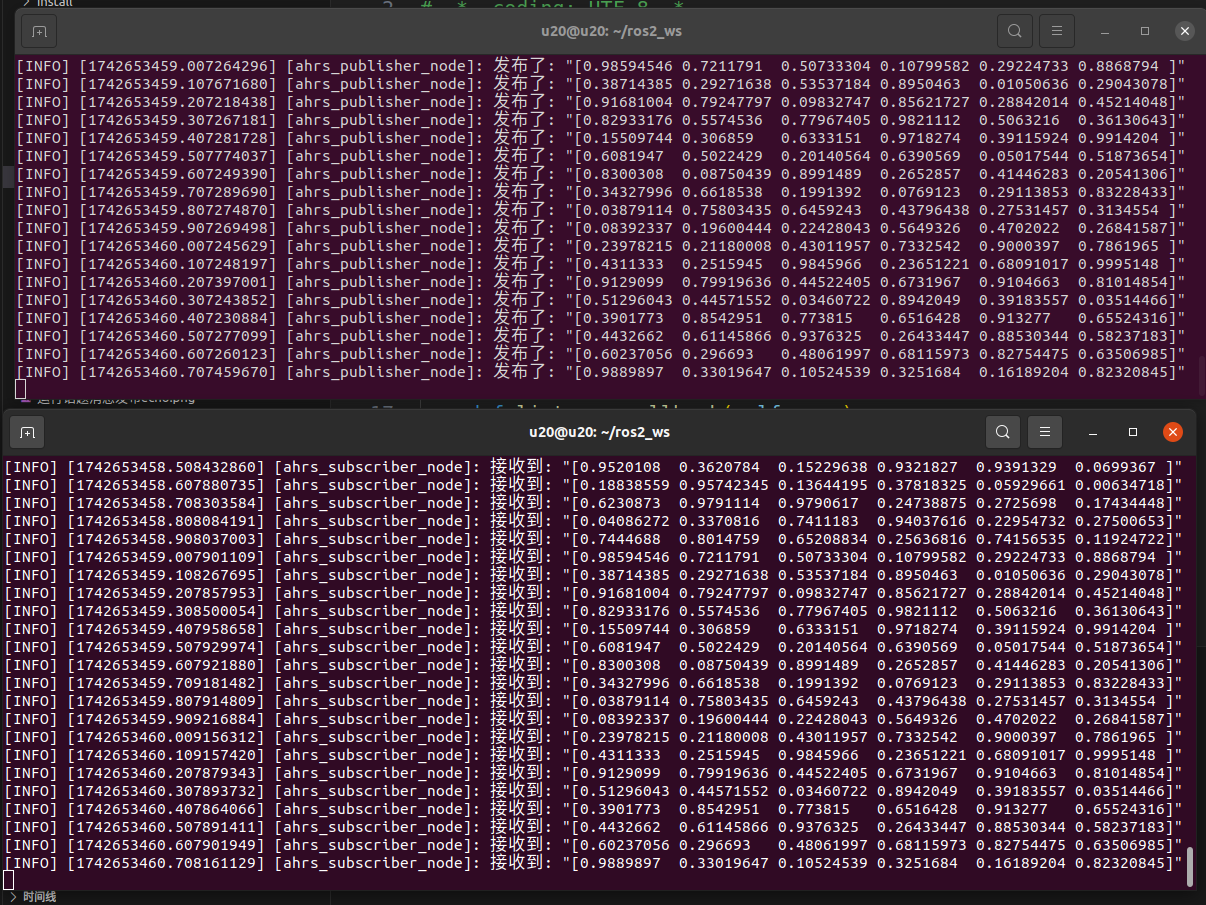 install
# -*- coding: UTF-8 -*-
u20@u20: ~/ros2_ws
[INFO] [1742653459.007264296] [ahrs_publisher_node]: 发布了: "[0.98594546 0.7211791  0.50733304 0.10799582 0.29224733 0.8868794 ]"
[INFO] [1742653459.107671680] [ahrs_publisher_node]: 发布了: "[0.38714385 0.29271638 0.53537184 0.8950463  0.01050636 0.29043078]"
[INFO] [1742653459.207218438] [ahrs_publisher_node]: 发布了: "[0.91681004 0.79247797 0.09832747 0.85621727 0.28842014 0.45214048]"
[INFO] [1742653459.307267181] [ahrs_publisher_node]: 发布了: "[0.82933176 0.5574536  0.77967405 0.9821112  0.5063216  0.36130643]"
[INFO] [1742653459.407281728] [ahrs_publisher_node]: 发布了: "[0.15509744 0.306859   0.6333151  0.9718274  0.39115924 0.9914204 ]"
[INFO] [1742653459.507774037] [ahrs_publisher_node]: 发布了: "[0.6081947  0.5022429  0.20140564 0.6390569  0.05017544 0.51873654]"
[INFO] [1742653459.607249390] [ahrs_publisher_node]: 发布了: "[0.8300308  0.08750439 0.8991489  0.2652857  0.41446283 0.20541306]"
[INFO] [1742653459.707289690] [ahrs_publisher_node]: 发布了: "[0.34327996 0.6618538  0.1991392  0.0769123  0.29113853 0.83228433]"
[INFO] [1742653459.807274870] [ahrs_publisher_node]: 发布了: "[0.03879114 0.75803435 0.6459243  0.43796438 0.27531457 0.3134554 ]"
[INFO] [1742653459.907269498] [ahrs_publisher_node]: 发布了: "[0.08392337 0.19600444 0.22428043 0.5649326  0.4702022  0.26841587]"
[INFO] [1742653460.007245629] [ahrs_publisher_node]: 发布了: "[0.23978215 0.21180008 0.43011957 0.7332542  0.9000397  0.7861965 ]"
[INFO] [1742653460.107248197] [ahrs_publisher_node]: 发布了: "[0.4311333  0.2515945  0.9845966  0.23651221 0.68091017 0.9995148 ]"
[INFO] [1742653460.207397001] [ahrs_publisher_node]: 发布了: "[0.9129099  0.79919636 0.44522405 0.6731967  0.9104663  0.81014854]"
[INFO] [1742653460.307243852] [ahrs_publisher_node]: 发布了: "[0.51296043 0.44571552 0.03460722 0.8942049  0.39183557 0.03514466]"
[INFO] [1742653460.407230884] [ahrs_publisher_node]: 发布了: "[0.3901773  0.8542951  0.773815   0.6516428  0.913277   0.65524316]"
[INFO] [1742653460.507277099] [ahrs_publisher_node]: 发布了: "[0.4432662  0.61145866 0.9376325  0.26433447 0.88530344 0.58237183]"
[INFO] [1742653460.607260123] [ahrs_publisher_node]: 发布了: "[0.60237056 0.296693   0.48061997 0.68115973 0.82754475 0.63506985]"
[INFO] [1742653460.707459670] [ahrs_publisher_node]: 发布了: "[0.9889897  0.33019647 0.10524539 0.3251684  0.16189204 0.82320845]"
u20@u20: ~/ros2_ws
[INFO] [1742653458.508432860] [ahrs_subscriber_node]: 接收到: "[0.9520108  0.3620784  0.15229638 0.9321827  0.9391329  0.0699367 ]"
[INFO] [1742653458.607880735] [ahrs_subscriber_node]: 接收到: "[0.18838559 0.95742345 0.13644195 0.37818325 0.05929661 0.00634718]"
[INFO] [1742653458.708303584] [ahrs_subscriber_node]: 接收到: "[0.6230873  0.9791114  0.9790617  0.24738875 0.2725698  0.17434448]"
[INFO] [1742653458.808084191] [ahrs_subscriber_node]: 接收到: "[0.04086272 0.3370816  0.7411183  0.94037616 0.22954732 0.27500653]"
[INFO] [1742653458.908037003] [ahrs_subscriber_node]: 接收到: "[0.7444688  0.8014759  0.65208834 0.25636816 0.74156535 0.11924722]"
[INFO] [1742653459.007901109] [ahrs_subscriber_node]: 接收到: "[0.98594546 0.7211791  0.50733304 0.10799582 0.29224733 0.8868794 ]"
[INFO] [1742653459.108267695] [ahrs_subscriber_node]: 接收到: "[0.38714385 0.29271638 0.53537184 0.8950463  0.01050636 0.29043078]"
[INFO] [1742653459.207857953] [ahrs_subscriber_node]: 接收到: "[0.91681004 0.79247797 0.09832747 0.85621727 0.28842014 0.45214048]"
[INFO] [1742653459.308500054] [ahrs_subscriber_node]: 接收到: "[0.82933176 0.5574536  0.77967405 0.9821112  0.5063216  0.36130643]"
[INFO] [1742653459.407958658] [ahrs_subscriber_node]: 接收到: "[0.15509744 0.306859   0.6333151  0.9718274  0.39115924 0.9914204 ]"
[INFO] [1742653459.507929974] [ahrs_subscriber_node]: 接收到: "[0.6081947  0.5022429  0.20140564 0.6390569  0.05017544 0.51873654]"
[INFO] [1742653459.607921880] [ahrs_subscriber_node]: 接收到: "[0.8300308  0.08750439 0.8991489  0.2652857  0.41446283 0.20541306]"
[INFO] [1742653459.709181482] [ahrs_subscriber_node]: 接收到: "[0.34327996 0.6618538  0.1991392  0.0769123  0.29113853 0.83228433]"
[INFO] [1742653459.807914809] [ahrs_subscriber_node]: 接收到: "[0.03879114 0.75803435 0.6459243  0.43796438 0.27531457 0.3134554 ]"
[INFO] [1742653459.909216884] [ahrs_subscriber_node]: 接收到: "[0.08392337 0.19600444 0.22428043 0.5649326  0.4702022  0.26841587]"
[INFO] [1742653460.009156312] [ahrs_subscriber_node]: 接收到: "[0.23978215 0.21180008 0.43011957 0.7332542  0.9000397  0.7861965 ]"
[INFO] [1742653460.109157420] [ahrs_subscriber_node]: 接收到: "[0.4311333  0.2515945  0.9845966  0.23651221 0.68091017 0.9995148 ]"
[INFO] [1742653460.207879343] [ahrs_subscriber_node]: 接收到: "[0.9129099  0.79919636 0.44522405 0.6731967  0.9104663  0.81014854]"
[INFO] [1742653460.307893732] [ahrs_subscriber_node]: 接收到: "[0.51296043 0.44571552 0.03460722 0.8942049  0.39183557 0.03514466]"
[INFO] [1742653460.407864066] [ahrs_subscriber_node]: 接收到: "[0.3901773  0.8542951  0.773815   0.6516428  0.913277   0.65524316]"
[INFO] [1742653460.507891411] [ahrs_subscriber_node]: 接收到: "[0.4432662  0.61145866 0.9376325  0.26433447 0.88530344 0.58237183]"
[INFO] [1742653460.607901949] [ahrs_subscriber_node]: 接收到: "[0.60237056 0.296693   0.48061997 0.68115973 0.82754475 0.63506985]"
[INFO] [1742653460.708161129] [ahrs_subscriber_node]: 接收到: "[0.9889897  0.33019647 0.10524539 0.3251684  0.16189204 0.82320845]"
时间线